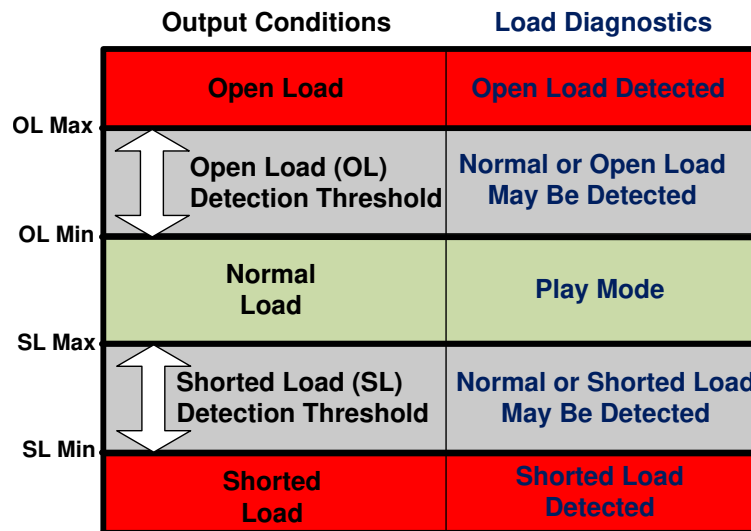 Output Conditions
Load Diagnostics
Open Load
Open Load Detected
OL Max
Open Load (OL)
Detection Threshold
Normal or Open Load
May Be Detected
OL Min
Normal
Load
Play Mode
SL Max
Shorted Load (SL)
Detection Threshold
Normal or Shorted Load
May Be Detected
SL Min
Shorted
Load
Shorted Load
Detected